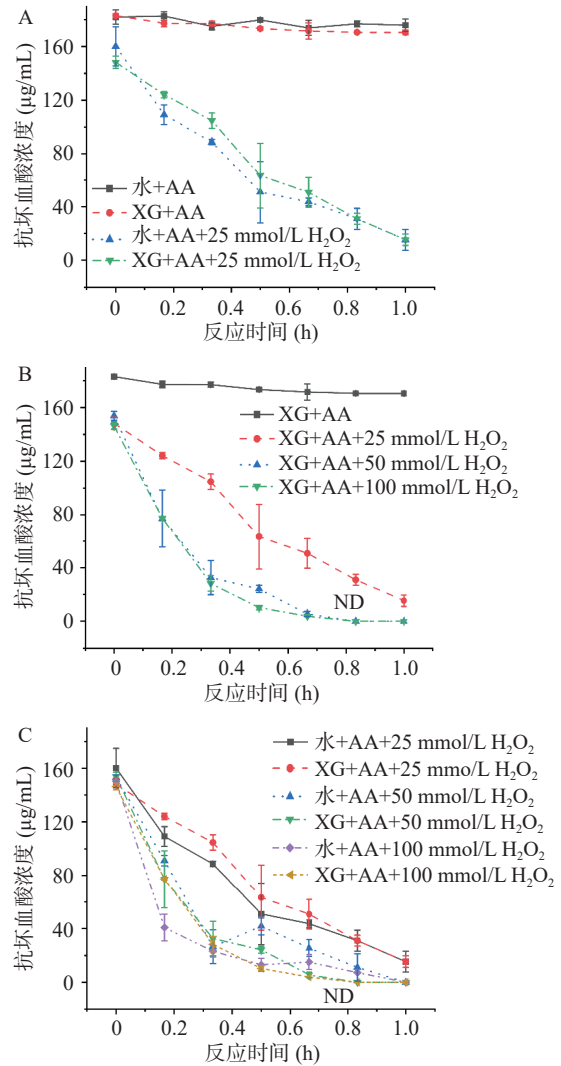 A
抗坏血酸浓度 (μg/mL)
160
120
80
40
0
水+AA
XG+AA
水+AA+25 mmol/L H₂O₂
XG+AA+25 mmol/L H₂O₂
0 0.2 0.4 0.6 0.8 1.0
反应时间 (h)
B
抗坏血酸浓度 (μg/mL)
160
120
80
40
0
XG+AA
XG+AA+25 mmol/L H₂O₂
XG+AA+50 mmol/L H₂O₂
XG+AA+100 mmol/L H₂O₂
ND
0 0.2 0.4 0.6 0.8 1.0
反应时间 (h)
C
抗坏血酸浓度 (μg/mL)
160
120
80
40
0
水+AA+25 mmol/L H₂O₂
XG+AA+25 mmo/L H₂O₂
水+AA+50 mmol/L H₂O₂
XG+AA+50 mmol/L H₂O₂
水+AA+100 mmol/L H₂O₂
XG+AA+100 mmol/L H₂O₂
ND
0 0.2 0.4 0.6 0.8 1.0
反应时间 (h)